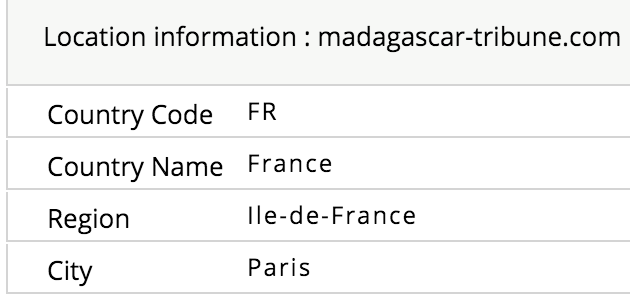 Location information : madagascar-tribune.com
Country Code FR
Country Name France
Region Ile-de-France
City Paris